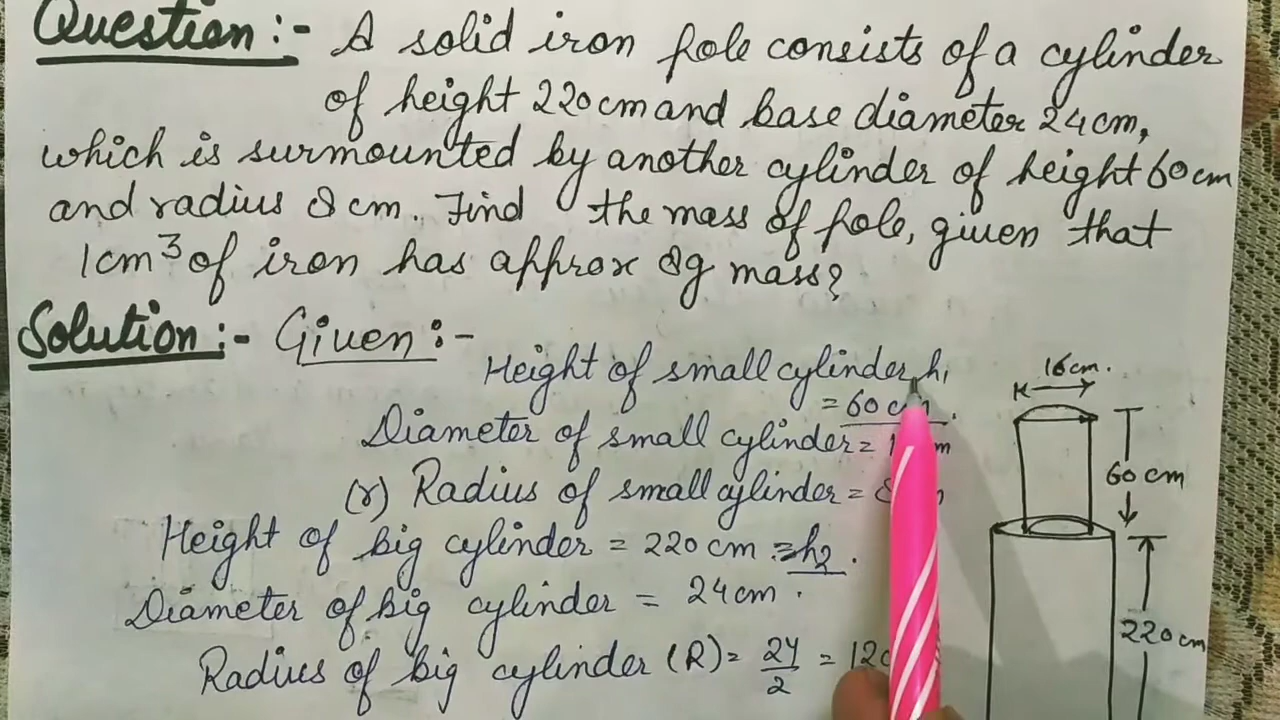 Question :- A solid iron pole consists of a cylinder
of height 220 cm and base diameter 24 cm,
which is surmounted by another cylinder of height 60 cm
and radius 8 cm. Find the mass of pole, given that
1 cm³ of iron has approx 8g mass?
Solution :- Given :-
Height of small cylinder h₁
= 60 cm.
Diameter of small cylinder =
(r) Radius of small cylinder =
Height of big cylinder = 220 cm = h₂.
Diameter of big cylinder = 24 cm.
Radius of big cylinder (R) = 24/2 = 12
16 cm.
60 cm
220 cm